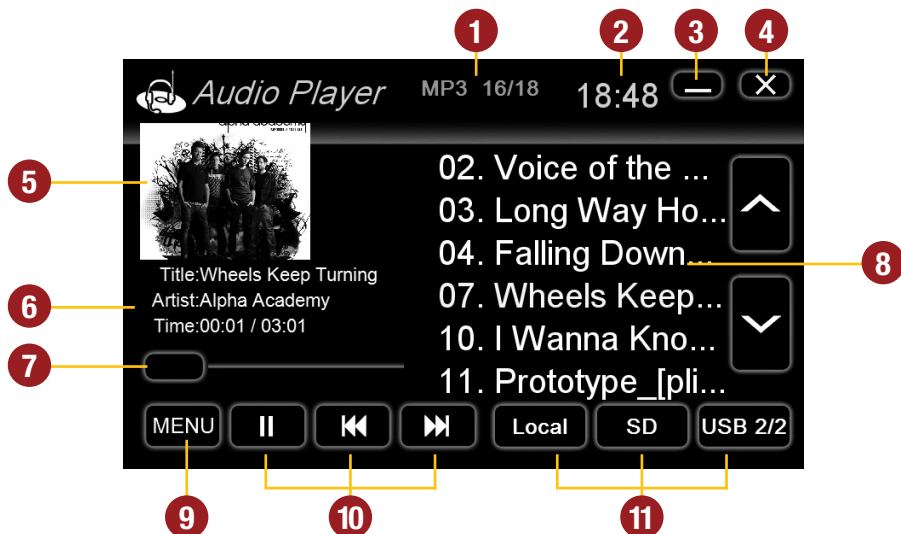 1 2 3 4
Audio Player MP3 16/18 18:48
5
02. Voice of the ...
03. Long Way Ho...
04. Falling Down...
8
Title:Wheels Keep Turning
07. Wheels Keep...
6
Artist:Alpha Academy
Time:00:01 / 03:01
10. I Wanna Kno...
7
11. Prototype_[pli...
MENU Local SD USB 2/2
9 10 11